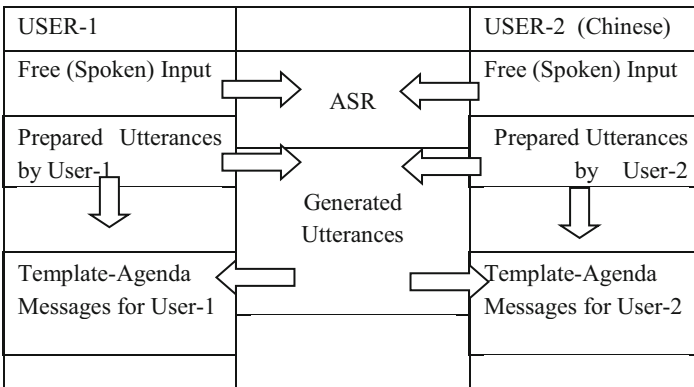 USER-1
USER-2 (Chinese)
Free (Spoken) Input
ASR
Free (Spoken) Input
Prepared Utterances
by User-1
Generated
Utterances
Prepared Utterances
by User-2
Template-Agenda
Messages for User-1
Template-Agenda
Messages for User-2